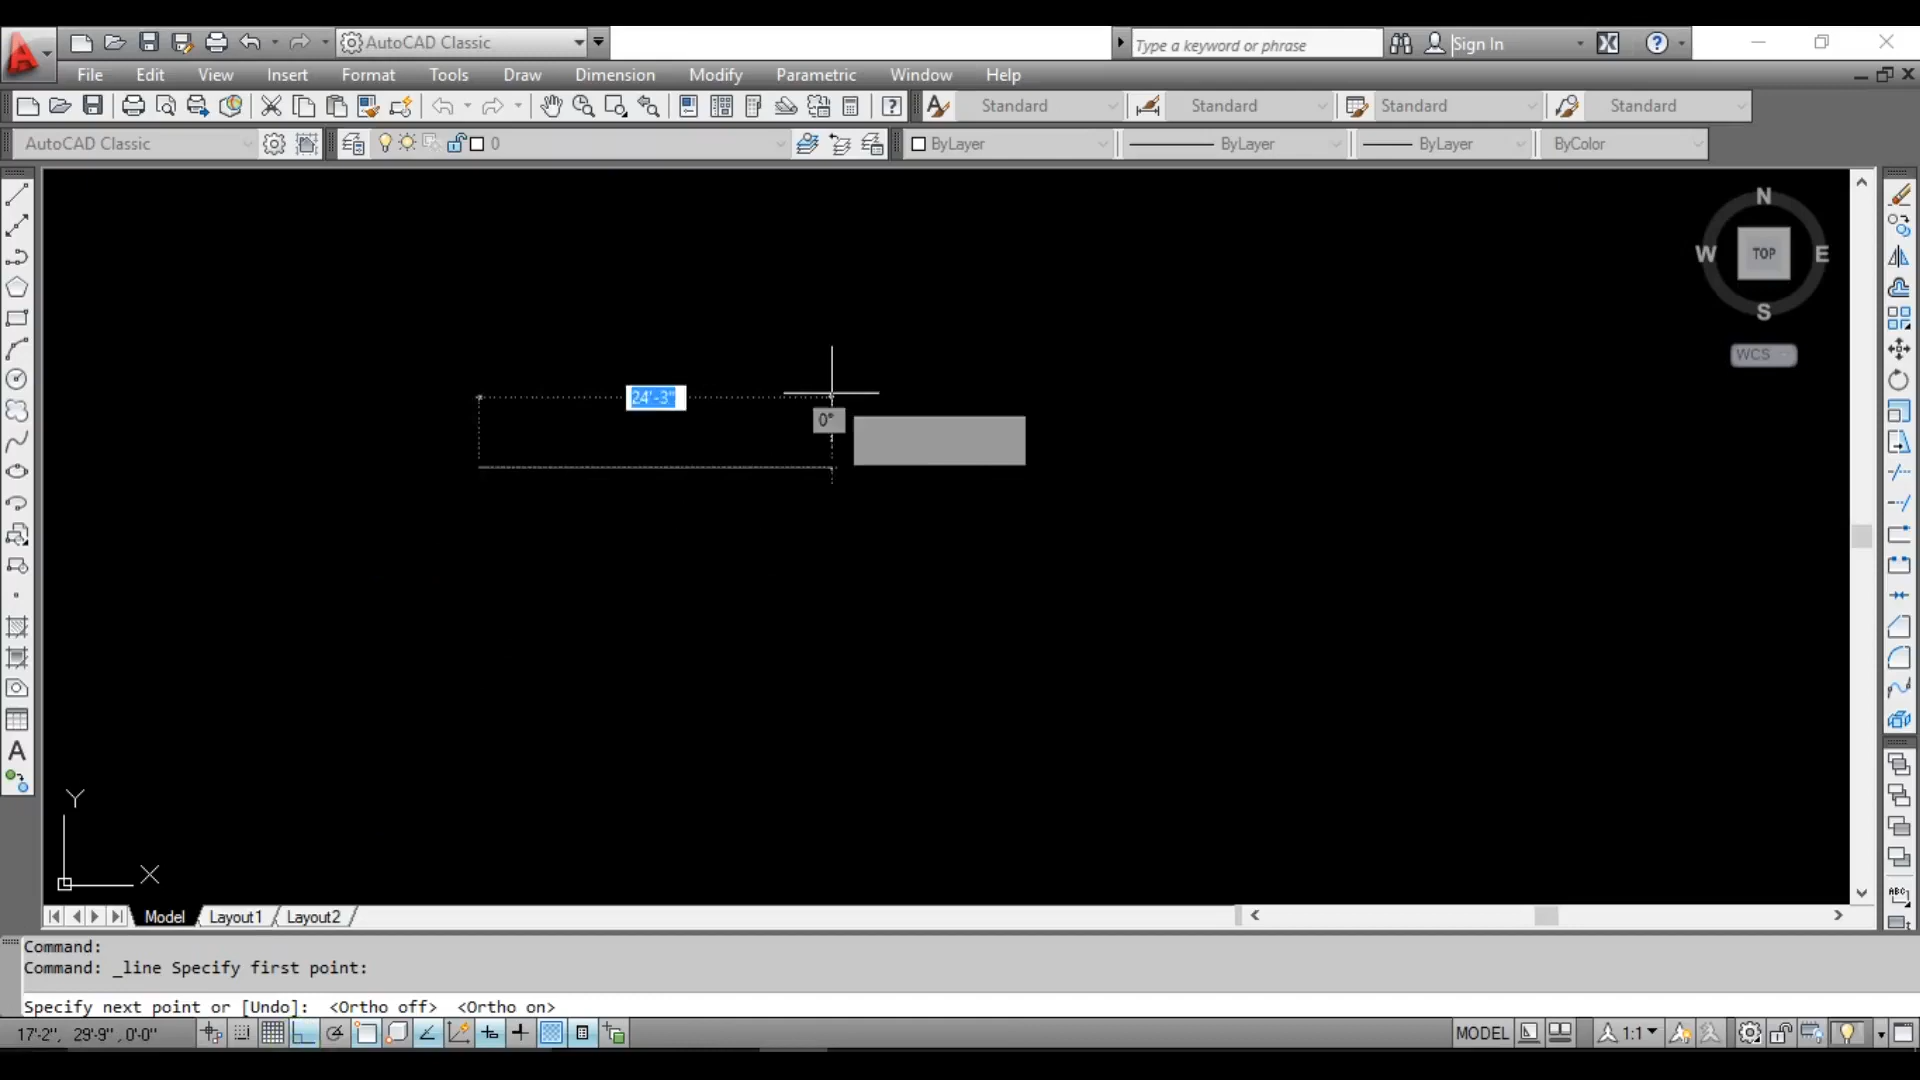 AutoCAD Classic
Type a keyword or phrase
Sign In
File Edit View Insert Format Tools Draw Dimension Modify Parametric Window Help
Standard Standard Standard Standard
AutoCAD Classic 0 ByLayer ByLayer ByLayer ByColor
N
W TOP E
S
WCS
24'-3"
0°
Y
X
Model Layout1 Layout2
Command:
Command: _line Specify first point:
Specify next point or [Undo]: <Ortho off> <Ortho on>
17'-2", 29'-9" , 0'-0" MODEL 1:1
A
ABC